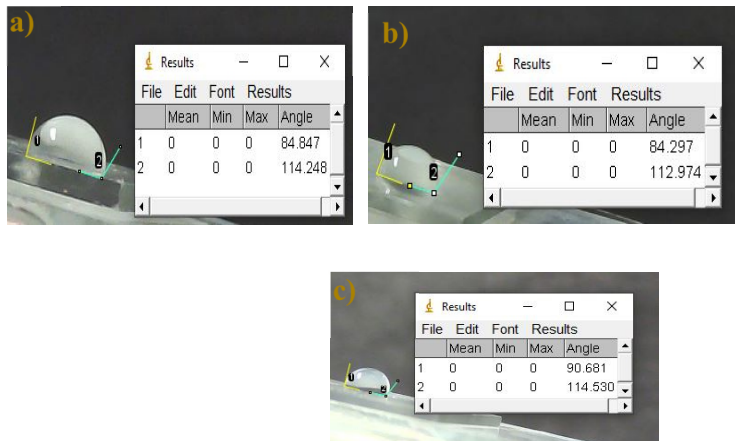 a)
Results
File Edit Font Results
Mean Min Max Angle
1 0 0 0 84.847
2 0 0 0 114.248
1
2
b)
Results
File Edit Font Results
Mean Min Max Angle
1 0 0 0 84.297
2 0 0 0 112.974
1
2
c)
Results
File Edit Font Results
Mean Min Max Angle
1 0 0 0 90.681
2 0 0 0 114.530
1
2